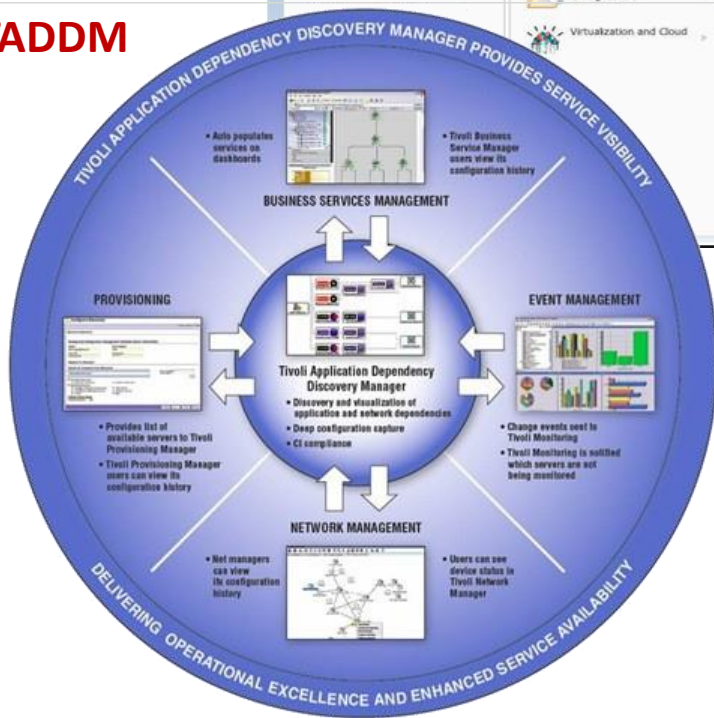 TADDM
Virtualization and Cloud
TIVOLI APPLICATION DEPENDENCY DISCOVERY MANAGER PROVIDES SERVICE VISIBILITY
• Auto populates
services on
dashboards
• Tivoli Business
Service Manager
users view its
configuration history
BUSINESS SERVICES MANAGEMENT
PROVISIONING
• Provides list of
available servers to Tivoli
Provisioning Manager
• Tivoli Provisioning Manager
users can view its
configuration history
Tivoli Application Dependency
Discovery Manager
• Discovery and visualization of
application and network dependencies
• Deep configuration capture
• CI compliance
EVENT MANAGEMENT
• Change events sent to
Tivoli Monitoring
• Tivoli Monitoring is notified
which servers are not
being monitored
NETWORK MANAGEMENT
• Net managers
can view
its configuration
history
• Users can see
device status in
Tivoli Network
Manager
DELIVERING OPERATIONAL EXCELLENCE AND ENHANCED SERVICE AVAILABILITY